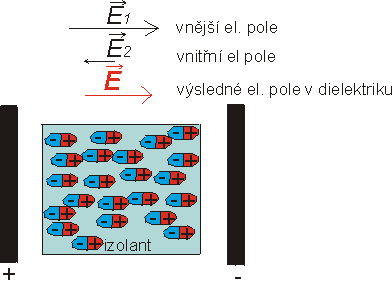 E1 vnější el. pole
E2 vnitřní el pole
E výsledné el. pole v dielektriku
izolant
+ -